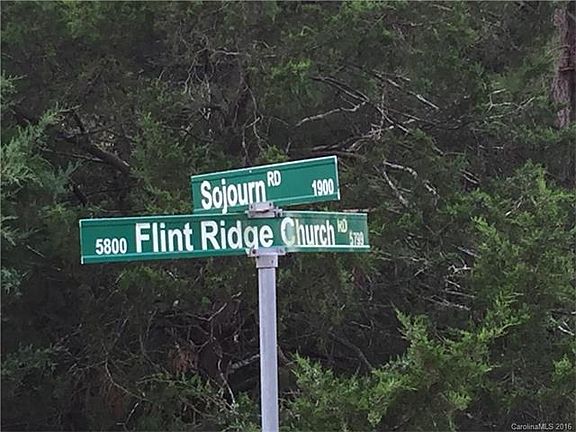 Sojourn RD 1900
5800 Flint Ridge Church RD 5799
CarolinaMLS 2016